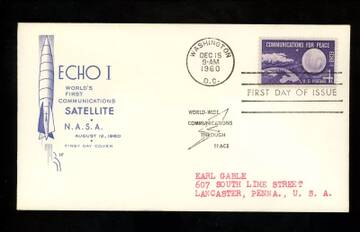 ECHO I
WORLD'S
FIRST
COMMUNICATIONS
SATELLITE
N.A.S.A.
AUGUST 12, 1960
FIRST DAY COVER
WASHINGTON
DEC 15
9-AM
1960
D.C.
COMMUNICATIONS FOR PEACE
ECHO I
FIRST DAY OF ISSUE
WORLD-WIDE
COMMUNICATIONS
THROUGH
SPACE
EARL GABLE
607 SOUTH LIME STREET
LANCASTER, PENNA., U. S. A.